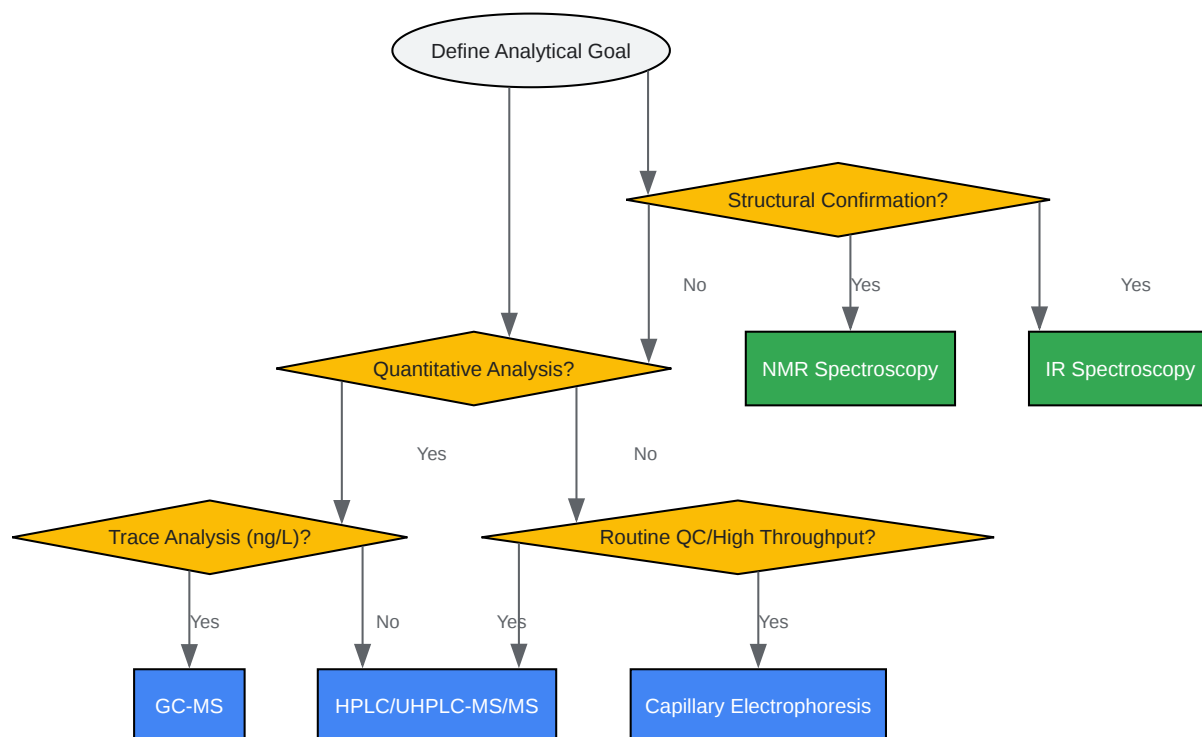 Define Analytical Goal
Structural Confirmation?
No
Yes
Yes
Quantitative Analysis?
NMR Spectroscopy
IR Spectroscopy
Yes
No
Trace Analysis (ng/L)?
Routine QC/High Throughput?
Yes
No
Yes
Yes
GC-MS
HPLC/UHPLC-MS/MS
Capillary Electrophoresis